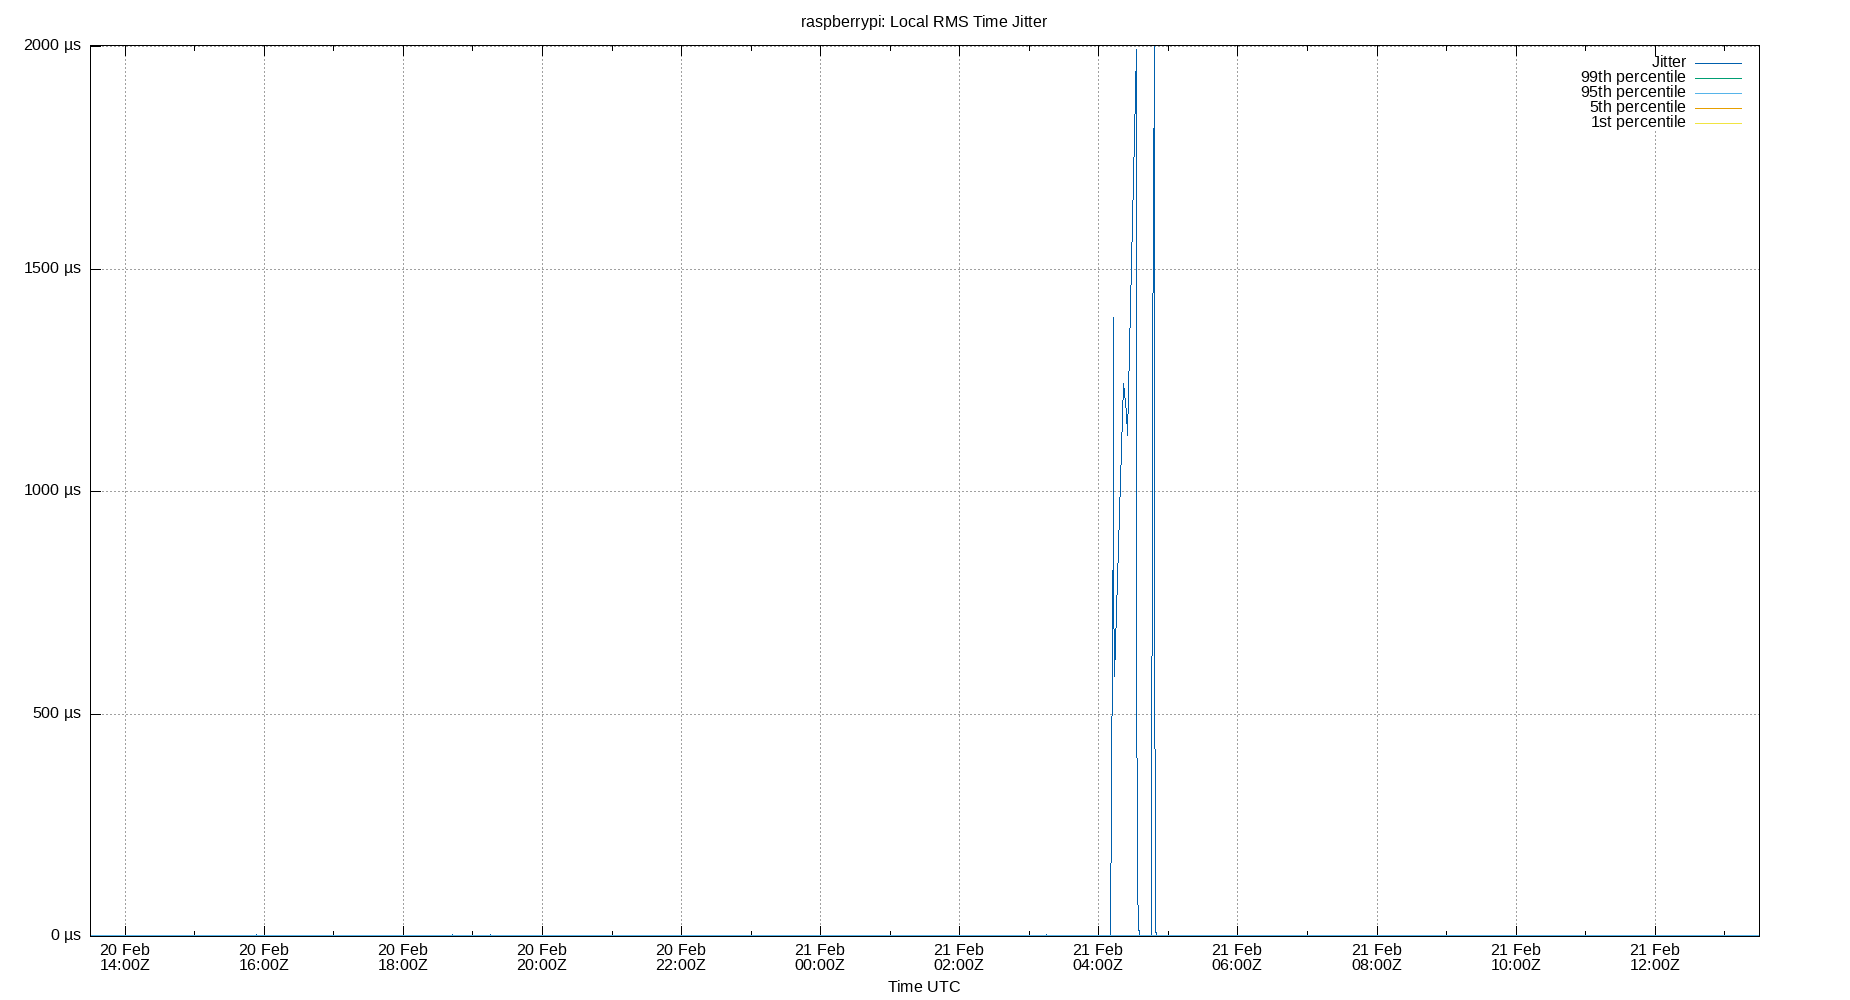 raspberrypi: Local RMS Time Jitter
2000 µs
1500 µs
1000 µs
500 µs
0 µs
Jitter
99th percentile
95th percentile
5th percentile
1st percentile
20 Feb 20 Feb 20 Feb 20 Feb 20 Feb 21 Feb 21 Feb 21 Feb 21 Feb 21 Feb 21 Feb 21 Feb
14:00Z 16:00Z 18:00Z 20:00Z 22:00Z 00:00Z 02:00Z 04:00Z 06:00Z 08:00Z 10:00Z 12:00Z
Time UTC